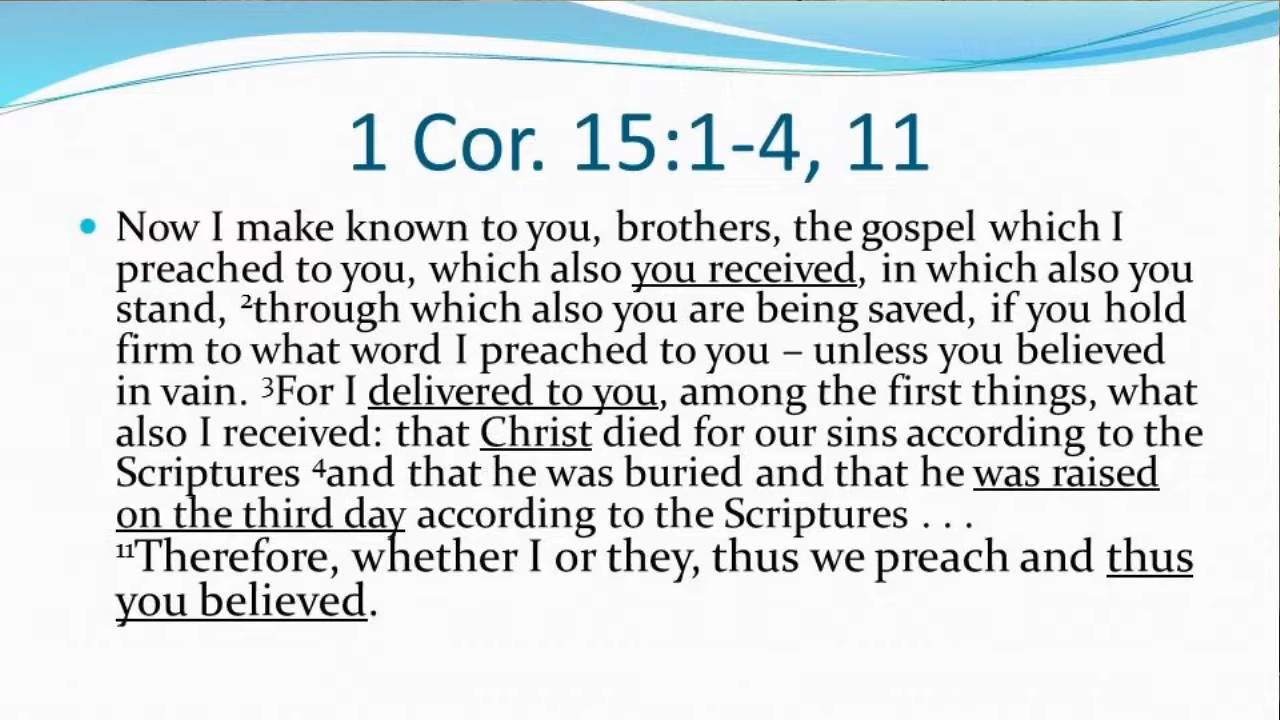 1 Cor. 15:1-4, 11
• Now I make known to you, brothers, the gospel which I
preached to you, which also you received, in which also you
stand, ²through which also you are being saved, if you hold
firm to what word I preached to you – unless you believed
in vain. ³For I delivered to you, among the first things, what
also I received: that Christ died for our sins according to the
Scriptures ⁴and that he was buried and that he was raised
on the third day according to the Scriptures . . .
¹¹Therefore, whether I or they, thus we preach and thus
you believed.